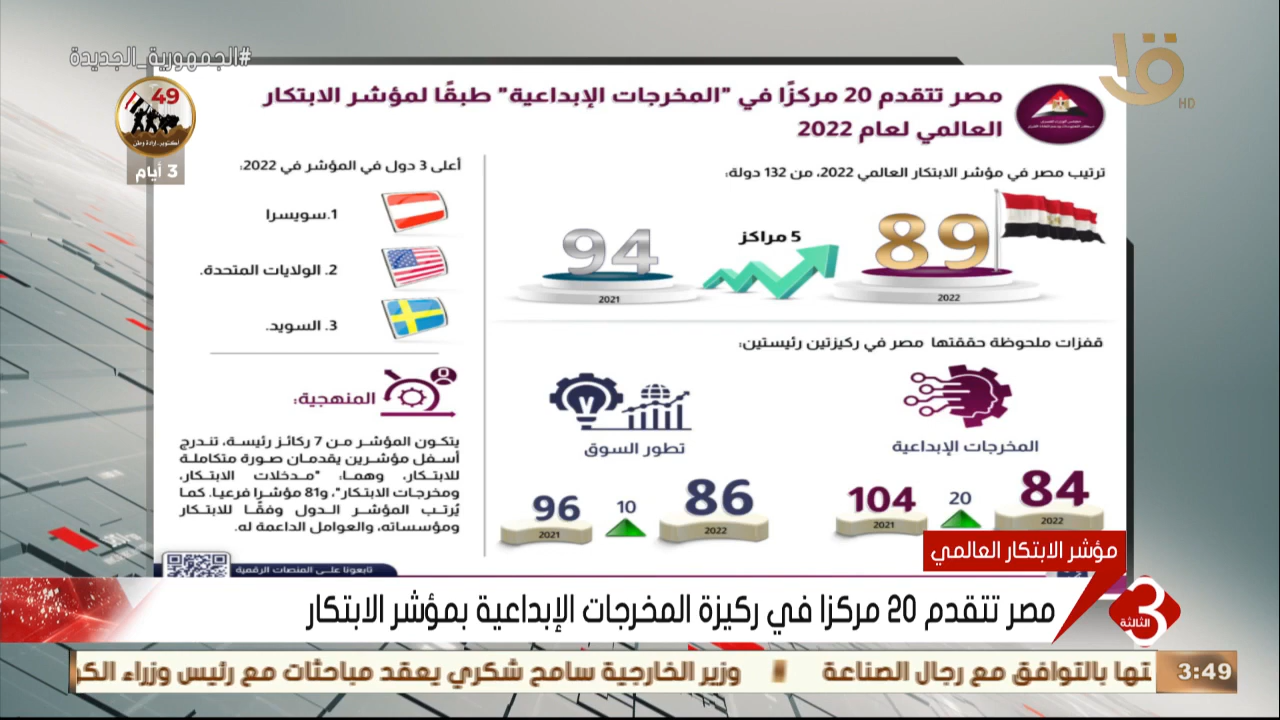 #الجمهورية_الجديدة
49
أكتوبر.. إرادة وطن
3 أيام
HD
مصر تتقدم 20 مركزًا في "المخرجات الإبداعية" طبقًا لمؤشر الابتكار
العالمي لعام 2022
ترتيب مصر في مؤشر الابتكار العالمي 2022، من 132 دولة:
89
2022
5 مراكز
94
2021
قفزات ملحوظة حققتها مصر في ركيزتين رئيستين:
المخرجات الإبداعية
84
2022
20
104
2021
تطور السوق
86
2022
10
96
2021
أعلى 3 دول في المؤشر في 2022:
1.سويسرا
2. الولايات المتحدة.
3. السويد.
المنهجية:
يتكون المؤشر من 7 ركائز رئيسة، تندرج
أسفل مؤشرين يقدمان صورة متكاملة
للابتكار، وهما: "مدخلات الابتكار،
ومخرجات الابتكار"، و81 مؤشرا فرعيا. كما
يُرتب المؤشر الدول وفقًا للابتكار
ومؤسساته، والعوامل الداعمة له.
تابعونا على المنصات الرقمية
مؤشر الابتكار العالمي
3
الثالثة
مصر تتقدم 20 مركزا في ركيزة المخرجات الإبداعية بمؤشر الابتكار
3:49
تها بالتوافق مع رجال الصناعة
وزير الخارجية سامح شكري يعقد مباحثات مع رئيس وزراء الكو